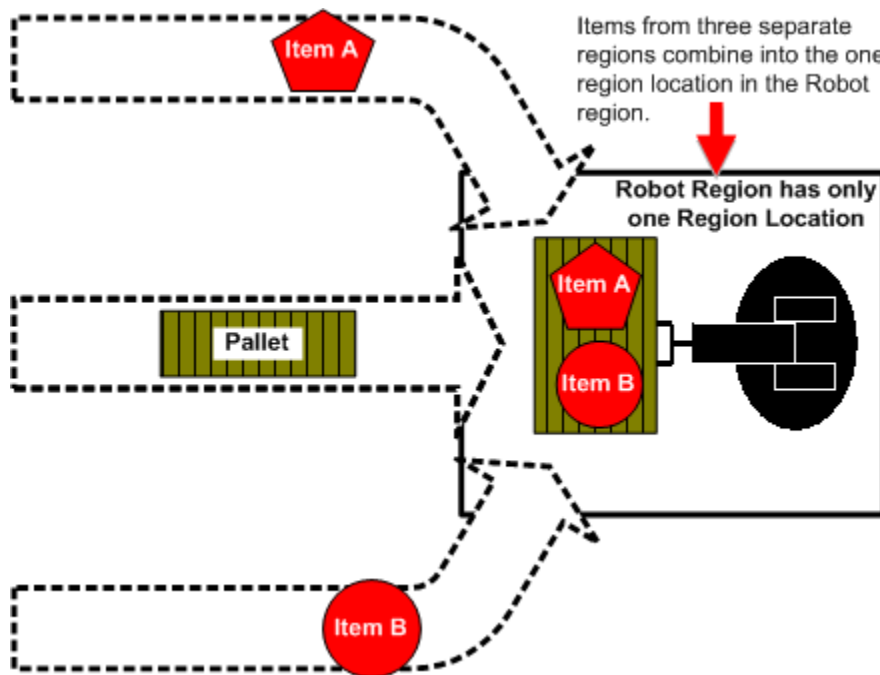 Item A
Items from three separate
regions combine into the one
region location in the Robot
region.
Robot Region has only
one Region Location
Item A
Pallet
Item B
Item B